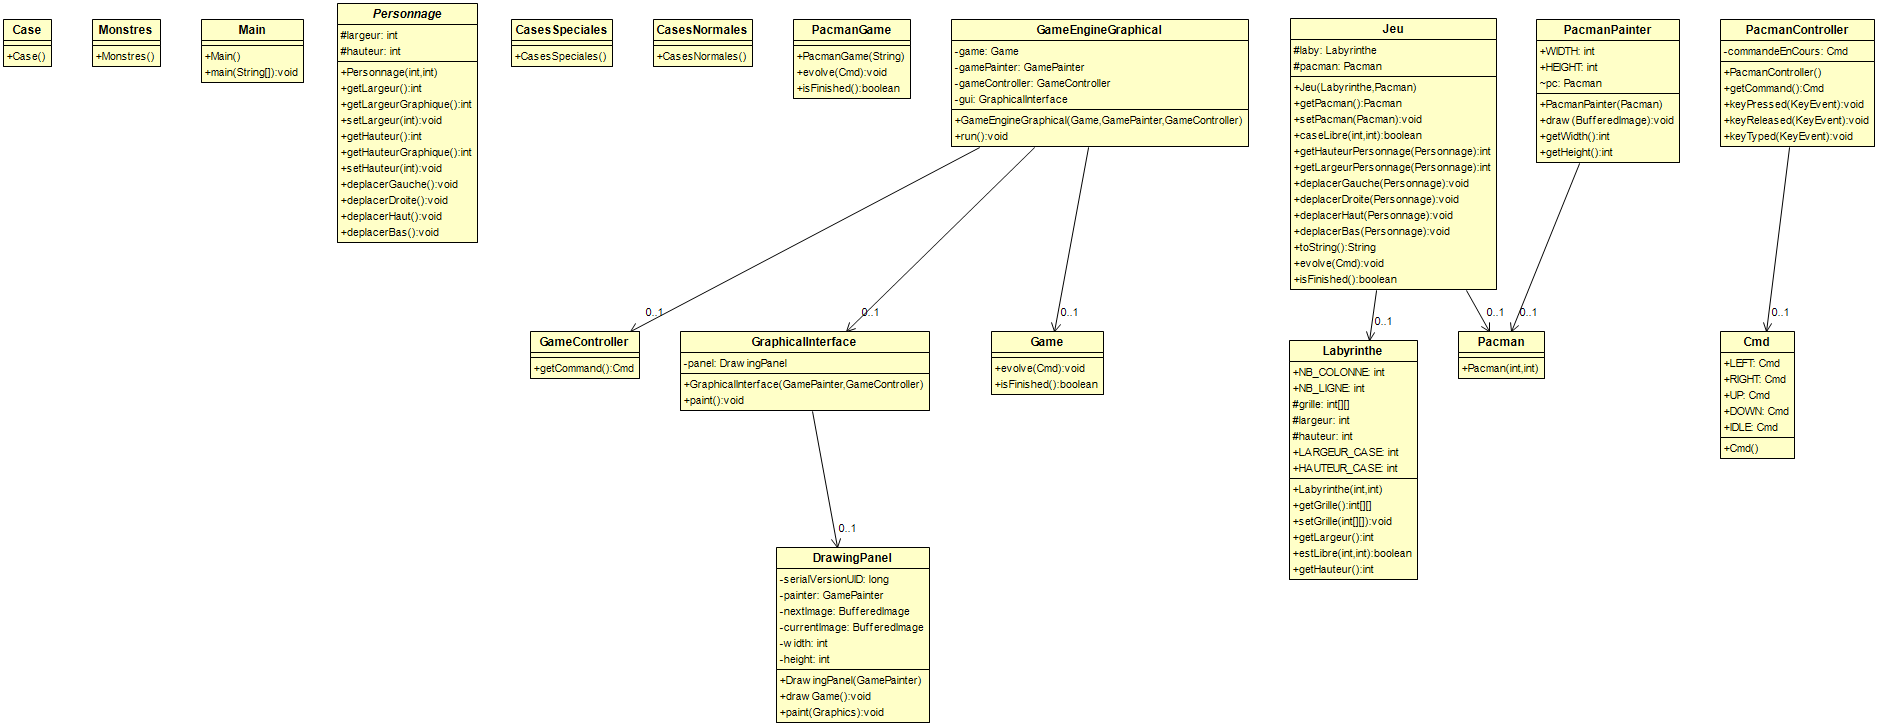 Case
+Case()
Monstres
+Monstres()
Main
+Main()
+main(String[]):void
Personnage
#largeur: int
#hauteur: int
+Personnage(int,int)
+getLargeur():int
+getLargeurGraphique():int
+setLargeur(int):void
+getHauteur():int
+getHauteurGraphique():int
+setHauteur(int):void
+deplacerGauche():void
+deplacerDroite():void
+deplacerHaut():void
+deplacerBas():void
CasesSpeciales
+CasesSpeciales()
CasesNormales
+CasesNormales()
PacmanGame
+PacmanGame(String)
+evolve(Cmd):void
+isFinished():boolean
GameEngineGraphical
-game: Game
-gamePainter: GamePainter
-gameController: GameController
-gui: GraphicalInterface
+GameEngineGraphical(Game,GamePainter,GameController)
+run():void
Jeu
#laby: Labyrinthe
#pacman: Pacman
+Jeu(Labyrinthe,Pacman)
+getPacman():Pacman
+setPacman(Pacman):void
+caseLibre(int,int):boolean
+getHauteurPersonnage(Personnage):int
+getLargeurPersonnage(Personnage):int
+deplacerGauche(Personnage):void
+deplacerDroite(Personnage):void
+deplacerHaut(Personnage):void
+deplacerBas(Personnage):void
+toString():String
+evolve(Cmd):void
+isFinished():boolean
PacmanPainter
+WIDTH: int
+HEIGHT: int
~pc: Pacman
+PacmanPainter(Pacman)
+draw(BufferedImage):void
+getWidth():int
+getHeight():int
PacmanController
-commandeEnCours: Cmd
+PacmanController()
+getCommand():Cmd
+keyPressed(KeyEvent):void
+keyReleased(KeyEvent):void
+keyTyped(KeyEvent):void
0..1
0..1
0..1
0..1
0..1
0..1
0..1
GameController
+getCommand():Cmd
GraphicalInterface
-panel: DrawingPanel
+GraphicalInterface(GamePainter,GameController)
+paint():void
Game
+evolve(Cmd):void
+isFinished():boolean
Labyrinthe
+NB_COLONNE: int
+NB_LIGNE: int
#grille: int[][]
#largeur: int
#hauteur: int
+LARGEUR_CASE: int
+HAUTEUR_CASE: int
+Labyrinthe(int,int)
+getGrille():int[][]
+setGrille(int[][]):void
+getLargeur():int
+estLibre(int,int):boolean
+getHauteur():int
Pacman
+Pacman(int,int)
Cmd
+LEFT: Cmd
+RIGHT: Cmd
+UP: Cmd
+DOWN: Cmd
+IDLE: Cmd
+Cmd()
0..1
DrawingPanel
-serialVersionUID: long
-painter: GamePainter
-nextImage: BufferedImage
-currentImage: BufferedImage
-width: int
-height: int
+DrawingPanel(GamePainter)
+drawGame():void
+paint(Graphics):void